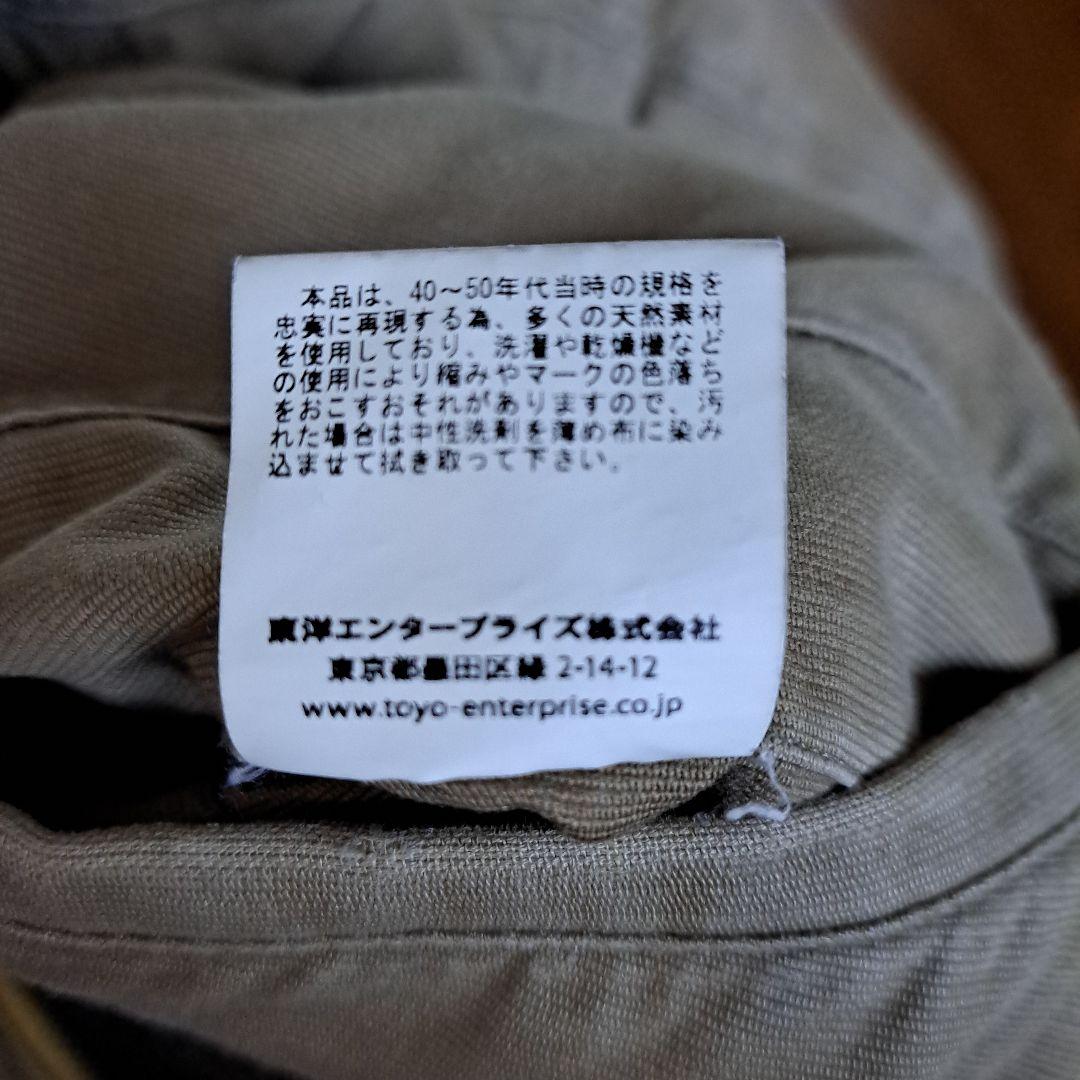 本品は、40～50年代当時の規格を
忠実に再現する為、多くの天然素材
を使用しており、洗濯や乾燥機など
の使用により縮みやマークの色落ち
をおこすおそれがありますので、汚
れた場合は中性洗剤を薄め布に染み
込ませて拭き取って下さい。
東洋エンタープライズ株式会社
東京都墨田区緑 2-14-12
www.toyo-enterprise.co.jp